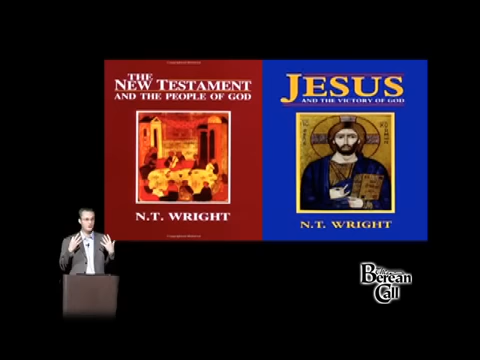 THE
NEW TESTAMENT
AND THE PEOPLE OF GOD
N.T. WRIGHT
JESUS
AND THE VICTORY OF GOD
N.T. WRIGHT
The
Berean
Call